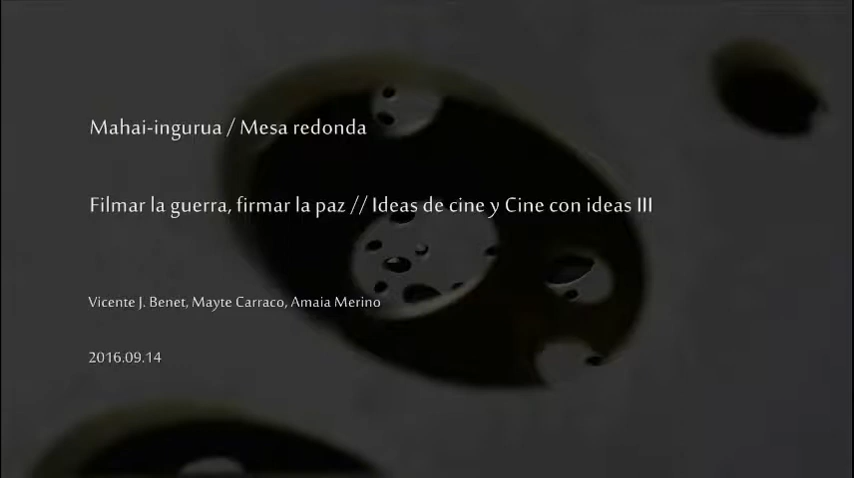 Mahai-ingurua / Mesa redonda
Filmar la guerra, firmar la paz // Ideas de cine y Cine con ideas III
Vicente J. Benet, Mayte Carraco, Amaia Merino
2016.09.14